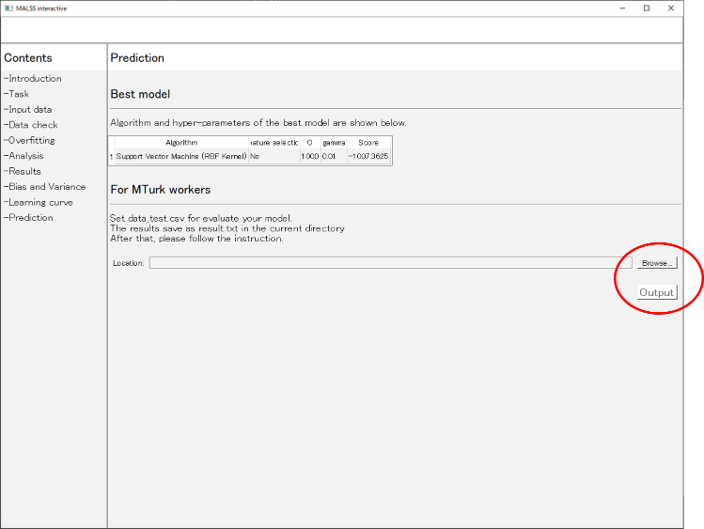 MALSS interactive
Contents
-Introduction
-Task
-Input data
-Data check
-Overfitting
-Analysis
-Results
-Bias and Variance
-Learning curve
-Prediction
Prediction
Best model
Algorithm and hyper-parameters of the best model are shown below.
Algorithm ature selectic C gamma Score
1 Support Vector Machine (RBF Kernel) No 1.000 0.01 -1007.3625
For MTurk workers
Set data_test.csv for evaluate your model.
The results save as result.txt in the current directory
After that, please follow the instruction.
Location: Browse...
Output